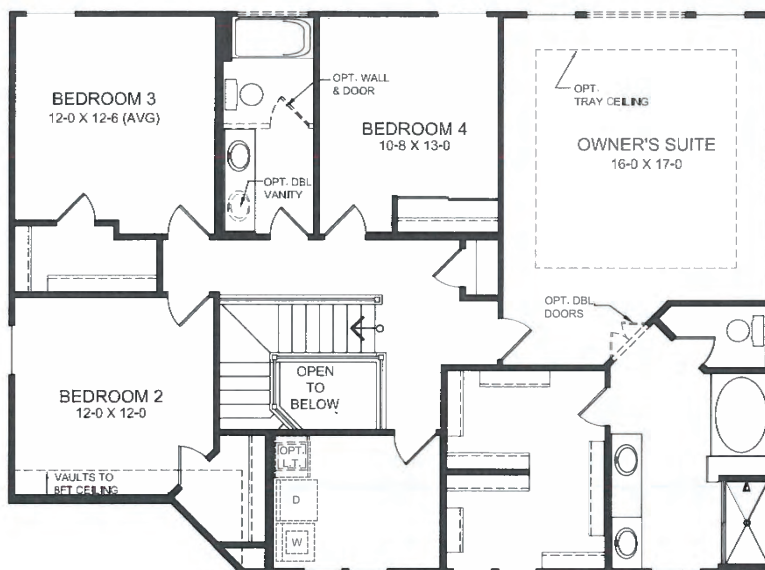 BEDROOM 3
12-0 X 12-6 (AVG)
OPT. WALL
& DOOR
BEDROOM 4
10-8 X 13-0
OPT. DBL
VANITY
OPT.
TRAY CEILING
OWNER'S SUITE
16-0 X 17-0
OPT. DBL
DOORS
OPEN
TO
BELOW
BEDROOM 2
12-0 X 12-0
VAULTS TO
8FT CEILING
OPT.
L.T.
D
W